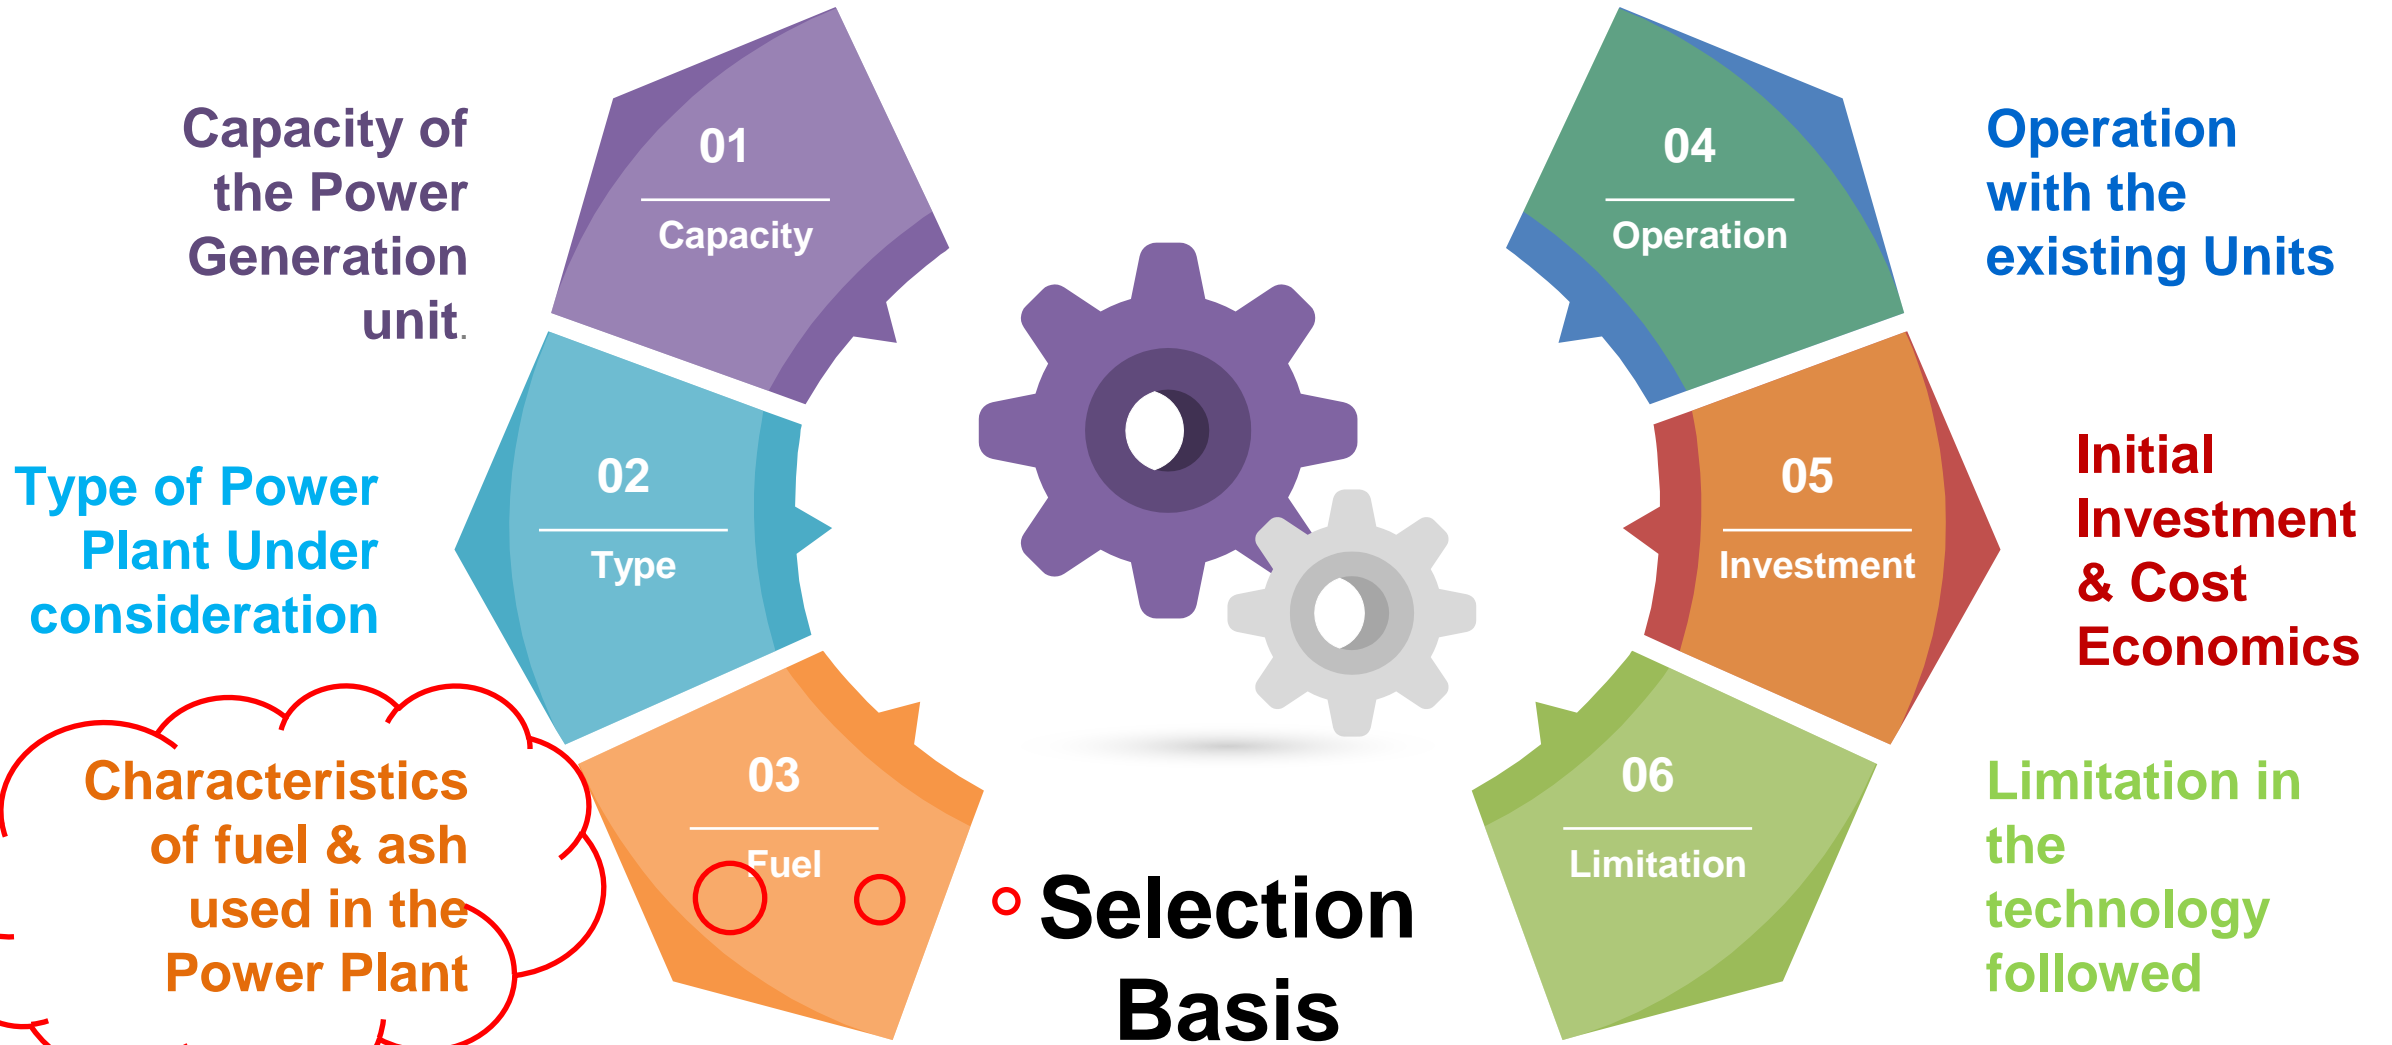 Capacity of
the Power
Generation
unit.
01
Capacity
Type of Power
Plant Under
consideration
02
Type
Characteristics
of fuel & ash
used in the
Power Plant
03
Fuel
04
Operation
Operation
with the
existing Units
05
Investment
Initial
Investment
& Cost
Economics
06
Limitation
Limitation in
the
technology
followed
Selection
Basis